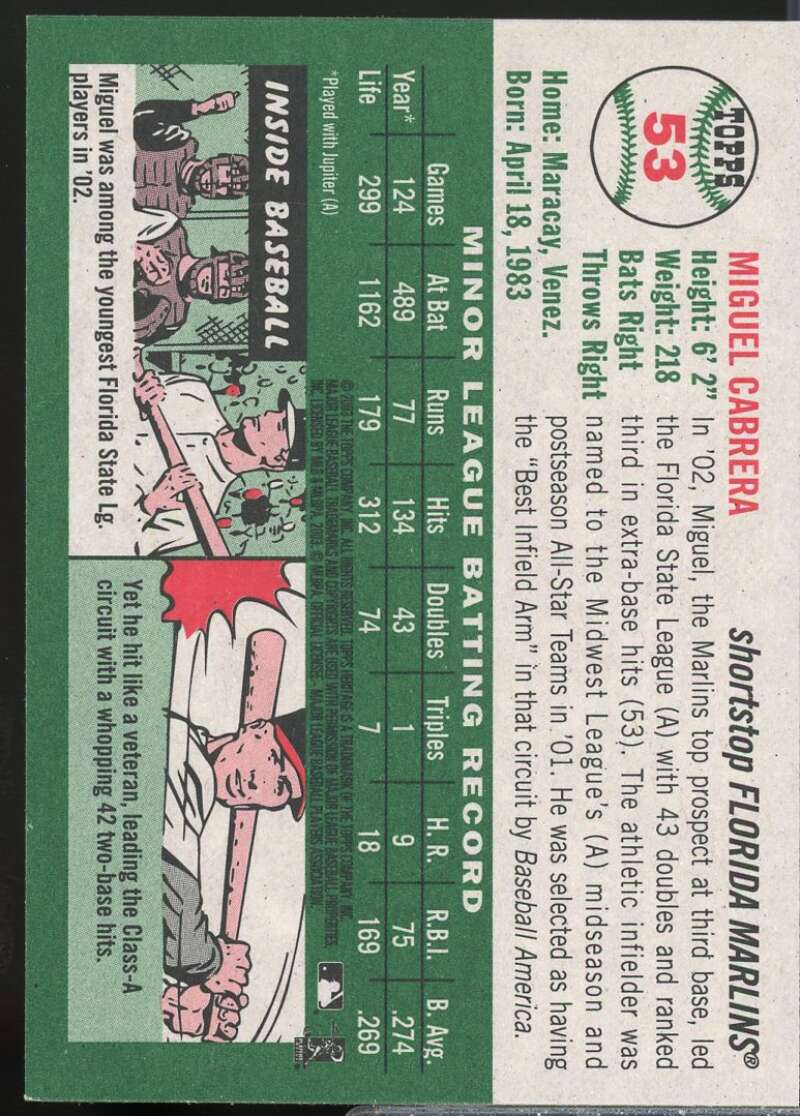 TOPPS
53
MIGUEL CABRERA
shortstop FLORIDA MARLINS®
Height: 6' 2"
Weight: 218
Bats Right
Throws Right
Home: Maracay, Venez.
Born: April 18, 1983
In '02, Miguel, the Marlins top prospect at third base, led
the Florida State League (A) with 43 doubles and ranked
third in extra-base hits (53). The athletic infielder was
named to the Midwest League's (A) midseason and
postseason All-Star Teams in '01. He was selected as having
the "Best Infield Arm" in that circuit by Baseball America.
MINOR LEAGUE BATTING RECORD
Games At Bat Runs Hits Doubles Triples H. R. R.B.I. B. Avg.
Year* 124 489 77 134 43 1 9 75 .274
Life 299 1162 179 312 74 7 18 169 .269
*Played with Jupiter (A)
INSIDE BASEBALL
Miguel was among the youngest Florida State Lg.
players in '02.
Yet he hit like a veteran, leading the Class-A
circuit with a whopping 42 two-base hits.